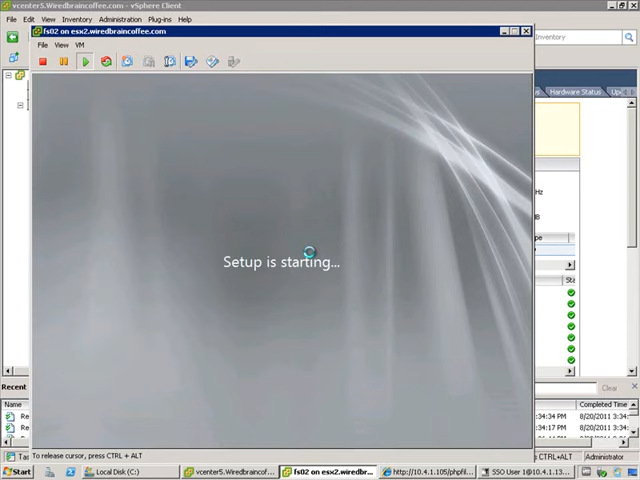 vcenter5.Wiredbraincoffee.com - vSphere Client
File Edit View Inventory Administration Plug-ins Help
fs02 on esx2.wiredbraincoffee.com
File View VM
Inventory
Hardware Status
Hz
B
Setup is starting...
Recent
Clear
Name
Completed Time
8/20/2011 3:34:34 PM
8/20/2011 3:34:17 PM
To release cursor, press CTRL + ALT
Administrator
Start
Local Disk (C:)
vcenter5.Wiredbraincof...
fs02 on esx2.wiredbr...
http://10.4.1.105/phpfil...
SSO User 1@10.4.1.13...